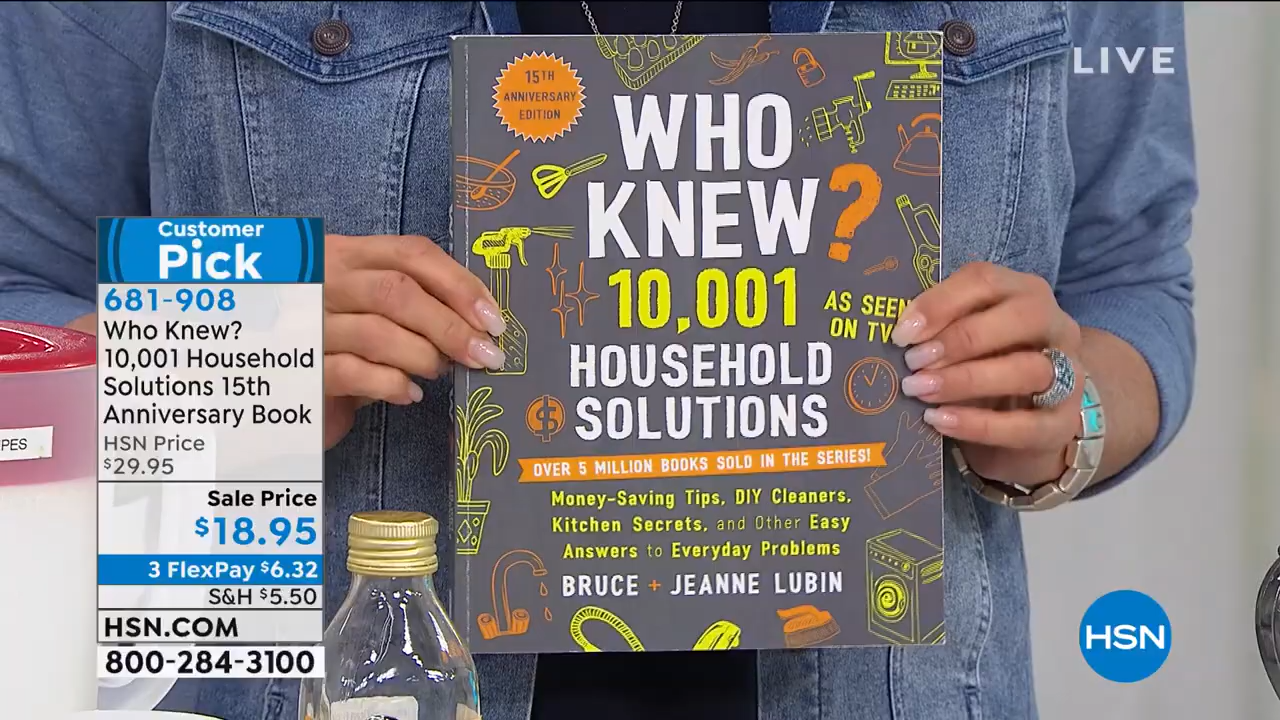 LIVE
15TH
ANNIVERSARY
EDITION
WHO
KNEW?
10,001
AS SEEN
ON TV
HOUSEHOLD
SOLUTIONS
$
OVER 5 MILLION BOOKS SOLD IN THE SERIES!
Money-Saving Tips, DIY Cleaners,
Kitchen Secrets, and Other Easy
Answers to Everyday Problems
BRUCE + JEANNE LUBIN
Customer
Pick
681-908
Who Knew?
10,001 Household
Solutions 15th
Anniversary Book
HSN Price
$29.95
Sale Price
$18.95
3 FlexPay $6.32
S&H $5.50
HSN.COM
800-284-3100
HSN